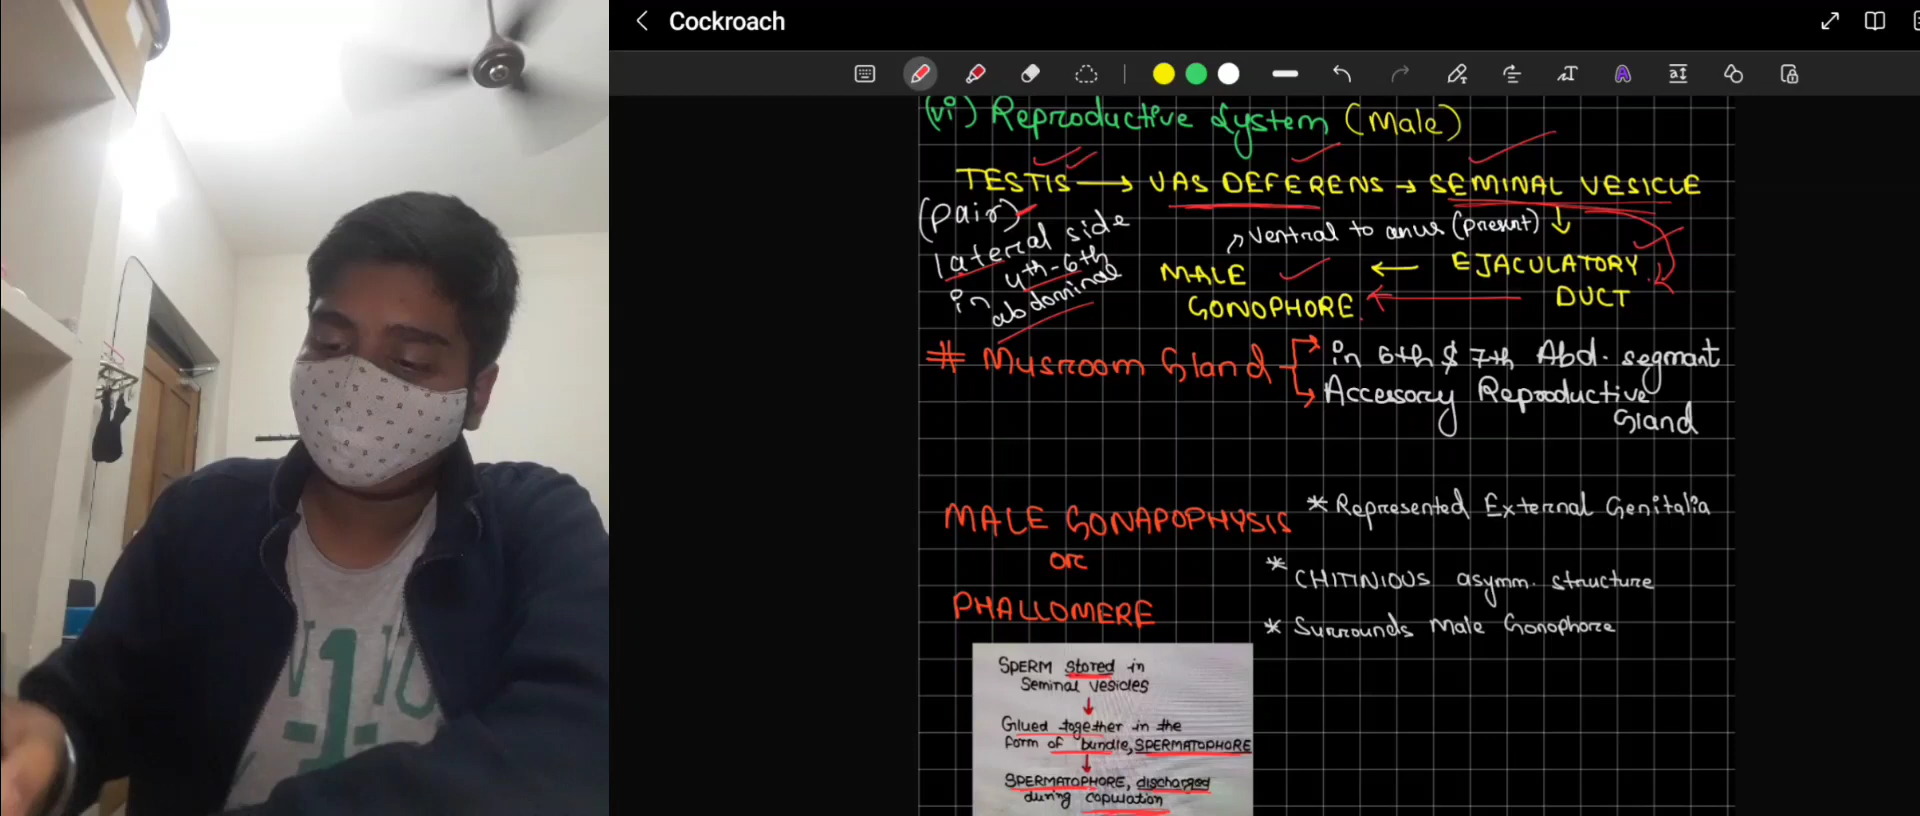 Cockroach
(vi) Reproductive System (Male)
TESTIS → VAS DEFERENS → SEMINAL VESICLE
(pair)
lateral side
in 4th-6th
abdominal
ventral to anus (present)
MALE
GONOPHORE
← EJACULATORY
DUCT
# Musroom Gland
in 6th & 7th Abd. segmant
Accessory Reproductive
Gland
MALE GONAPOPHYSIS
or
PHALLOMERE
* Represented External Genitalia
* CHITINIOUS asymm. structure
* Surrounds Male Gonophore
SPERM stored in
Seminal Vesicles
Glued together in the
form of bundle, SPERMATOPHORE
SPERMATOPHORE, discharged
during copulation